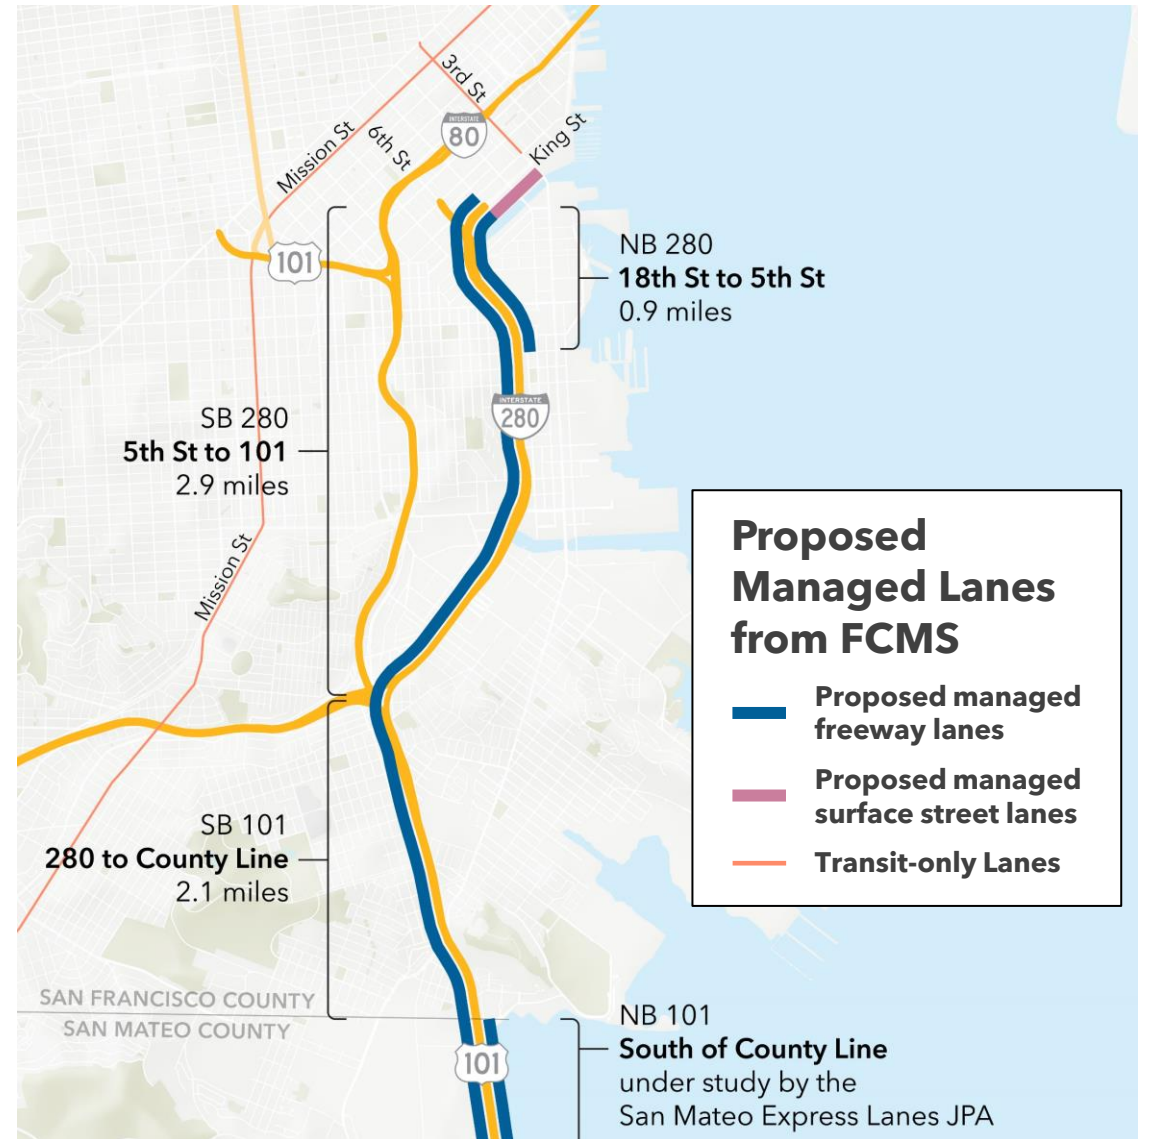 3rd St
INTERSTATE
80
King St
Mission St
6th St
101
NB 280
18th St to 5th St
0.9 miles
INTERSTATE
280
SB 280
5th St to 101
2.9 miles
Mission St
Proposed
Managed Lanes
from FCMS
Proposed managed
freeway lanes
Proposed managed
surface street lanes
Transit-only Lanes
SB 101
280 to County Line
2.1 miles
SAN FRANCISCO COUNTY
SAN MATEO COUNTY
101
NB 101
South of County Line
under study by the
San Mateo Express Lanes JPA